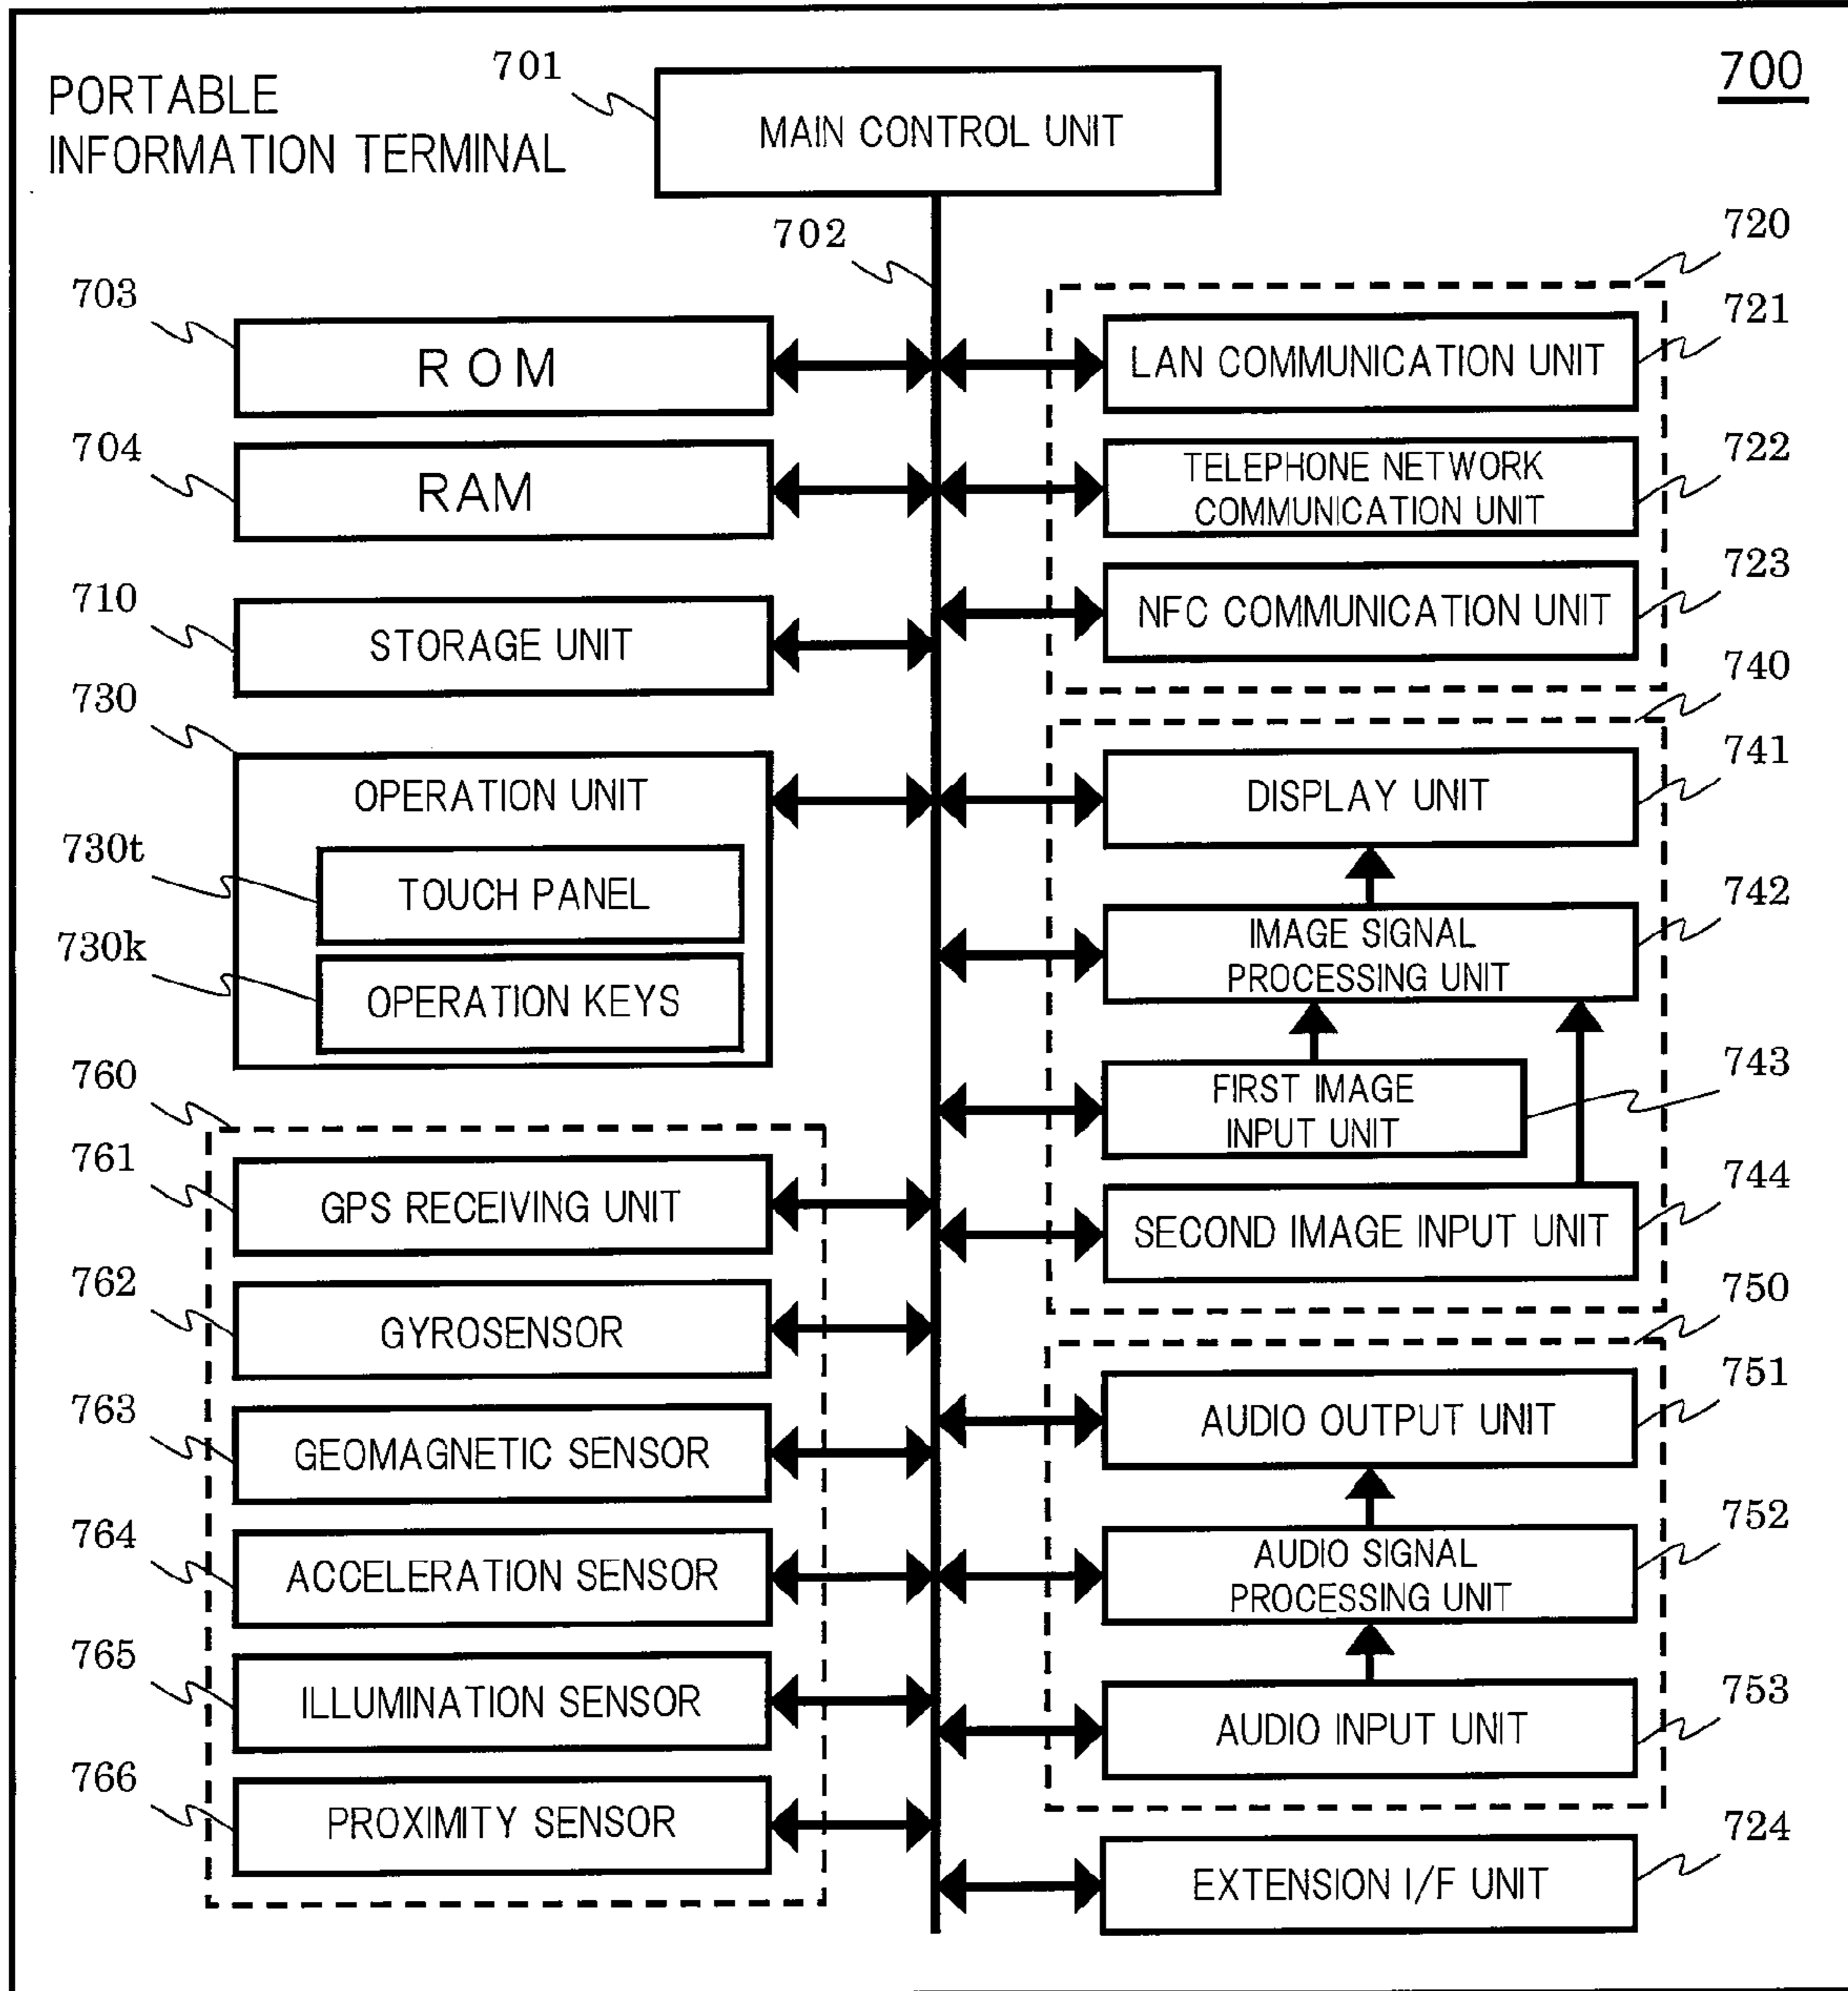 PORTABLE
INFORMATION TERMINAL
700
701
MAIN CONTROL UNIT
702
703
ROM
704
RAM
710
STORAGE UNIT
730
OPERATION UNIT
730t
TOUCH PANEL
730k
OPERATION KEYS
760
761
GPS RECEIVING UNIT
762
GYROSENSOR
763
GEOMAGNETIC SENSOR
764
ACCELERATION SENSOR
765
ILLUMINATION SENSOR
766
PROXIMITY SENSOR
720
721
LAN COMMUNICATION UNIT
722
TELEPHONE NETWORK
COMMUNICATION UNIT
723
NFC COMMUNICATION UNIT
740
741
DISPLAY UNIT
742
IMAGE SIGNAL
PROCESSING UNIT
743
FIRST IMAGE
INPUT UNIT
744
SECOND IMAGE INPUT UNIT
750
751
AUDIO OUTPUT UNIT
752
AUDIO SIGNAL
PROCESSING UNIT
753
AUDIO INPUT UNIT
724
EXTENSION I/F UNIT